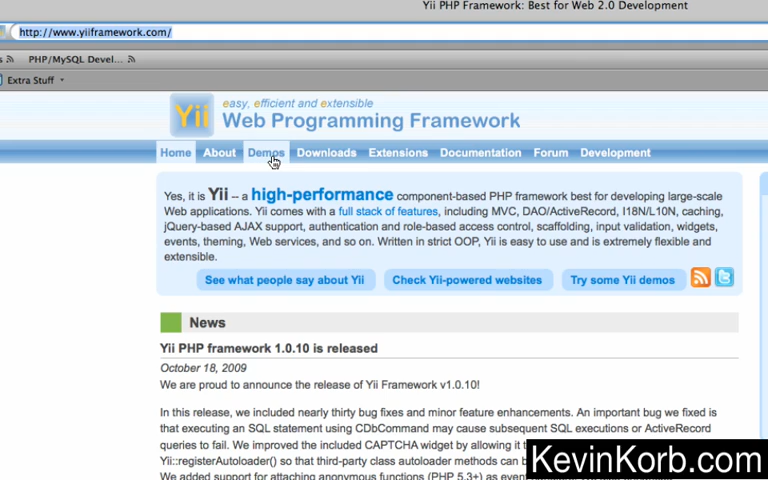 Yii PHP Framework: Best for Web 2.0 Development
http://www.yiiframework.com/
PHP/MySQL Devel...
Extra Stuff
Yii
easy, efficient and extensible
Web Programming Framework
Home About Demos Downloads Extensions Documentation Forum Development
Yes, it is Yii -- a high-performance component-based PHP framework best for developing large-scale
Web applications. Yii comes with a full stack of features, including MVC, DAO/ActiveRecord, I18N/L10N, caching,
jQuery-based AJAX support, authentication and role-based access control, scaffolding, input validation, widgets,
events, theming, Web services, and so on. Written in strict OOP, Yii is easy to use and is extremely flexible and
extensible.
See what people say about Yii Check Yii-powered websites Try some Yii demos
News
Yii PHP framework 1.0.10 is released
October 18, 2009
We are proud to announce the release of Yii Framework v1.0.10!
In this release, we included nearly thirty bug fixes and minor feature enhancements. An important bug we fixed is
that executing an SQL statement using CDbCommand may cause subsequent SQL executions or ActiveRecord
queries to fail. We improved the included CAPTCHA widget by allowing it
Yii::registerAutoloader() so that third-party class autoloader methods can
We added support for attaching anonymous functions (PHP 5.3+) as
KevinKorb.com